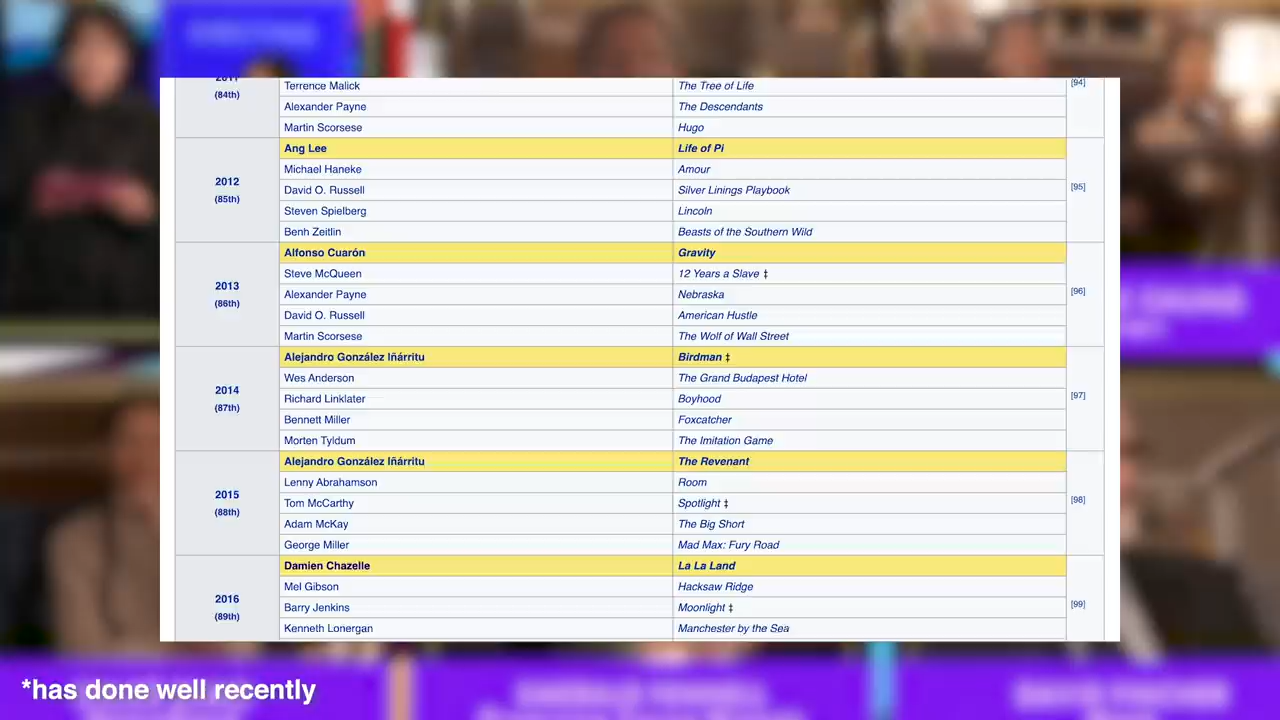 2011
(84th)
Terrence Malick The Tree of Life [94]
Alexander Payne The Descendants
Martin Scorsese Hugo
2012
(85th)
Ang Lee Life of Pi
Michael Haneke Amour
David O. Russell Silver Linings Playbook [95]
Steven Spielberg Lincoln
Benh Zeitlin Beasts of the Southern Wild
2013
(86th)
Alfonso Cuarón Gravity
Steve McQueen 12 Years a Slave ‡
Alexander Payne Nebraska [96]
David O. Russell American Hustle
Martin Scorsese The Wolf of Wall Street
2014
(87th)
Alejandro González Iñárritu Birdman ‡
Wes Anderson The Grand Budapest Hotel
Richard Linklater Boyhood [97]
Bennett Miller Foxcatcher
Morten Tyldum The Imitation Game
2015
(88th)
Alejandro González Iñárritu The Revenant
Lenny Abrahamson Room
Tom McCarthy Spotlight ‡ [98]
Adam McKay The Big Short
George Miller Mad Max: Fury Road
2016
(89th)
Damien Chazelle La La Land
Mel Gibson Hacksaw Ridge
Barry Jenkins Moonlight ‡ [99]
Kenneth Lonergan Manchester by the Sea
*has done well recently